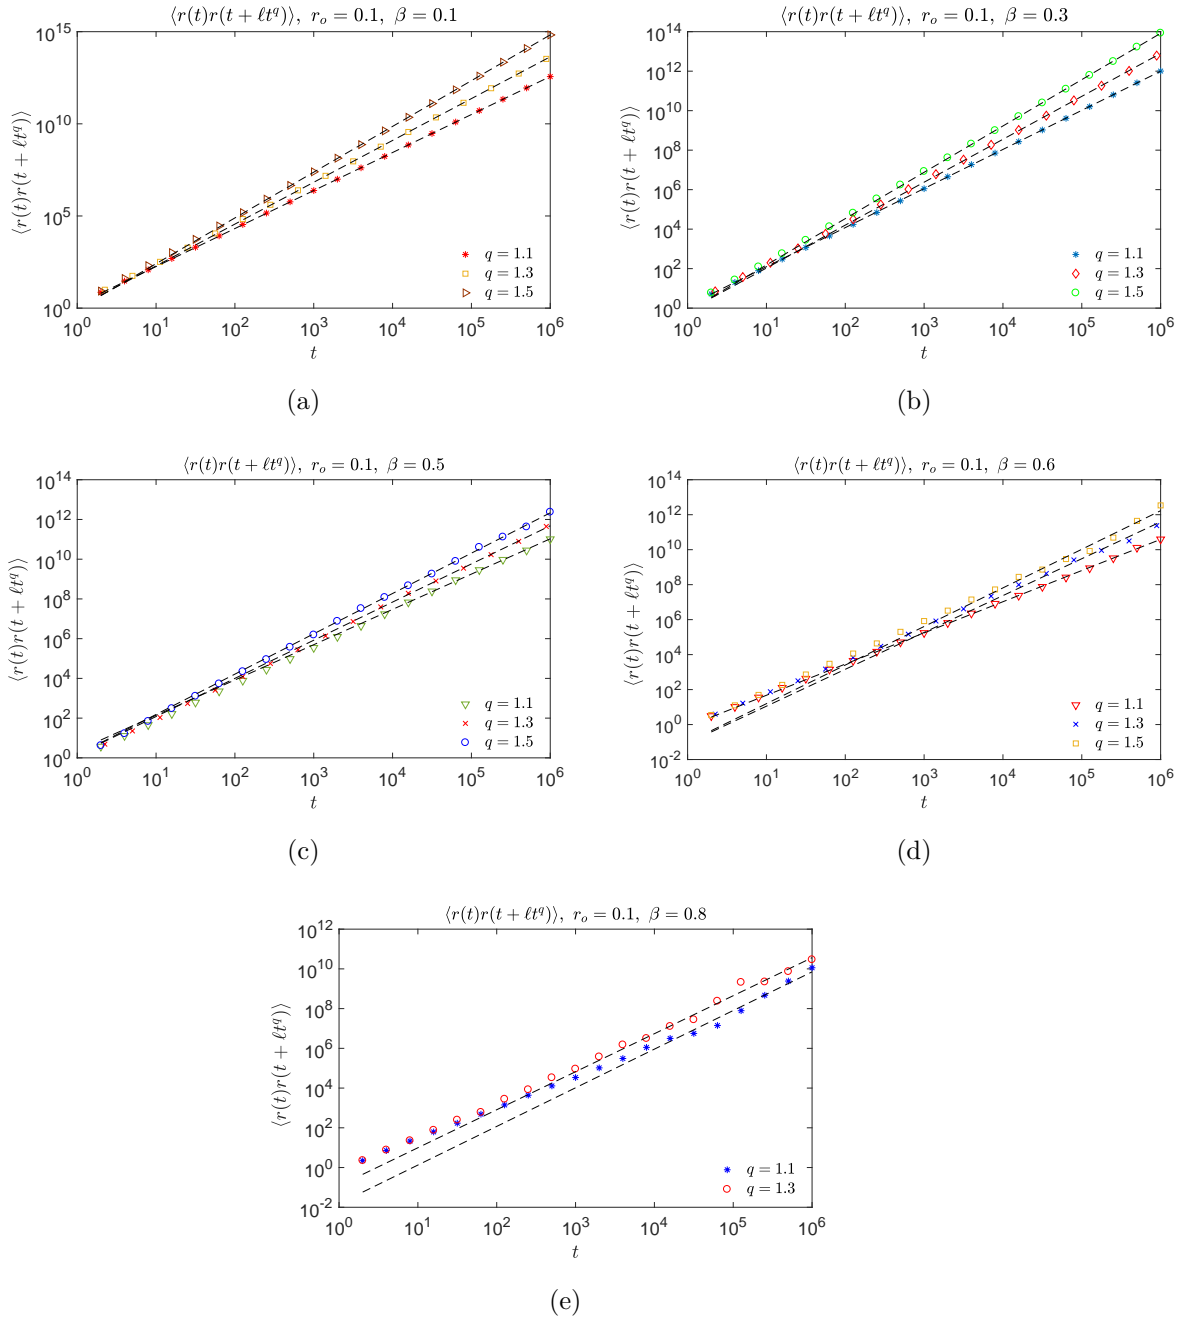 ⟨r(t)r(t + ℓt^q)⟩, r_o = 0.1, β = 0.1
10^15
10^10
10^5
10^0
⟨r(t)r(t + ℓt^q)⟩
q = 1.1
q = 1.3
q = 1.5
10^0 10^1 10^2 10^3 10^4 10^5 10^6
t
(a)
⟨r(t)r(t + ℓt^q)⟩, r_o = 0.1, β = 0.3
10^14
10^12
10^10
10^8
10^6
10^4
10^2
10^0
⟨r(t)r(t + ℓt^q)⟩
q = 1.1
q = 1.3
q = 1.5
10^0 10^1 10^2 10^3 10^4 10^5 10^6
t
(b)
⟨r(t)r(t + ℓt^q)⟩, r_o = 0.1, β = 0.5
10^14
10^12
10^10
10^8
10^6
10^4
10^2
10^0
⟨r(t)r(t + ℓt^q)⟩
q = 1.1
q = 1.3
q = 1.5
10^0 10^1 10^2 10^3 10^4 10^5 10^6
t
(c)
⟨r(t)r(t + ℓt^q)⟩, r_o = 0.1, β = 0.6
10^14
10^12
10^10
10^8
10^6
10^4
10^2
10^0
10^-2
⟨r(t)r(t + ℓt^q)⟩
q = 1.1
q = 1.3
q = 1.5
10^0 10^1 10^2 10^3 10^4 10^5 10^6
t
(d)
⟨r(t)r(t + ℓt^q)⟩, r_o = 0.1, β = 0.8
10^12
10^10
10^8
10^6
10^4
10^2
10^0
10^-2
⟨r(t)r(t + ℓt^q)⟩
q = 1.1
q = 1.3
10^0 10^1 10^2 10^3 10^4 10^5 10^6
t
(e)